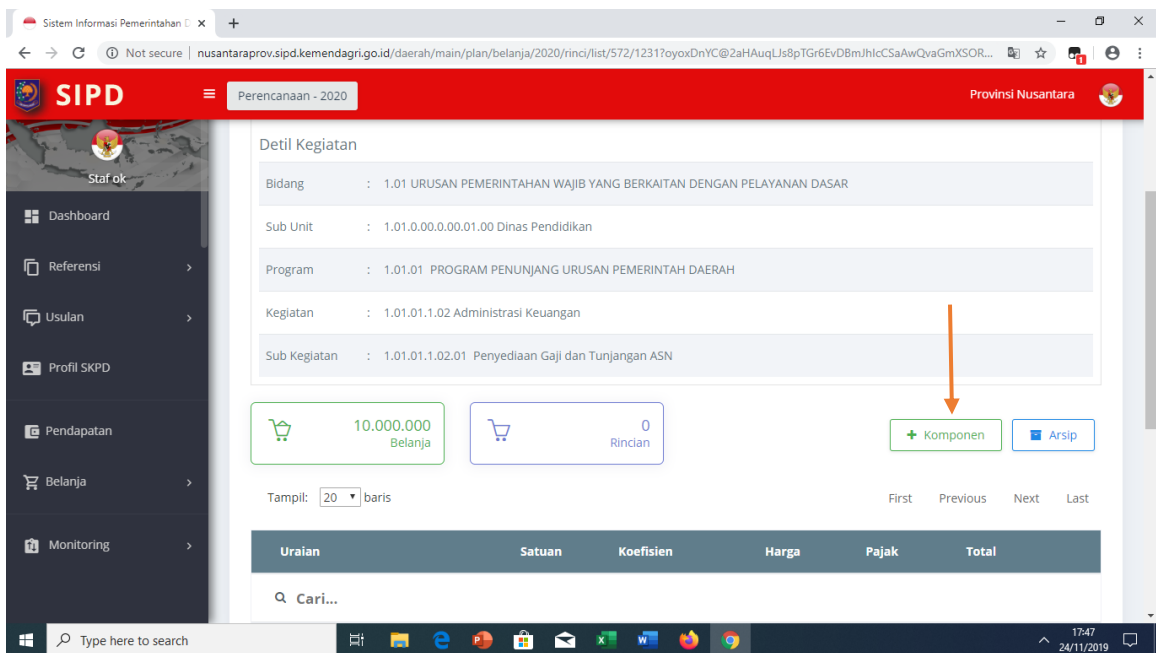 Sistem Informasi Pemerintahan D
Not secure | nusantaraprov.sipd.kemendagri.go.id/daerah/main/plan/belanja/2020/rinci/list/572/1231?oyoxDnYC@2aHAuqLJs8pTGr6EvDBmJhIcCSaAwQvaGmXSOR...
SIPD
Perencanaan - 2020
Provinsi Nusantara
Staf ok
Dashboard
Referensi
Usulan
Profil SKPD
Pendapatan
Belanja
Monitoring
Detil Kegiatan
Bidang : 1.01 URUSAN PEMERINTAHAN WAJIB YANG BERKAITAN DENGAN PELAYANAN DASAR
Sub Unit : 1.01.0.00.0.00.01.00 Dinas Pendidikan
Program : 1.01.01 PROGRAM PENUNJANG URUSAN PEMERINTAH DAERAH
Kegiatan : 1.01.01.1.02 Administrasi Keuangan
Sub Kegiatan : 1.01.01.1.02.01 Penyediaan Gaji dan Tunjangan ASN
10.000.000
Belanja
0
Rincian
+ Komponen
Arsip
Tampil: 20 baris
First Previous Next Last
Uraian Satuan Koefisien Harga Pajak Total
Cari...
Type here to search
17:47
24/11/2019